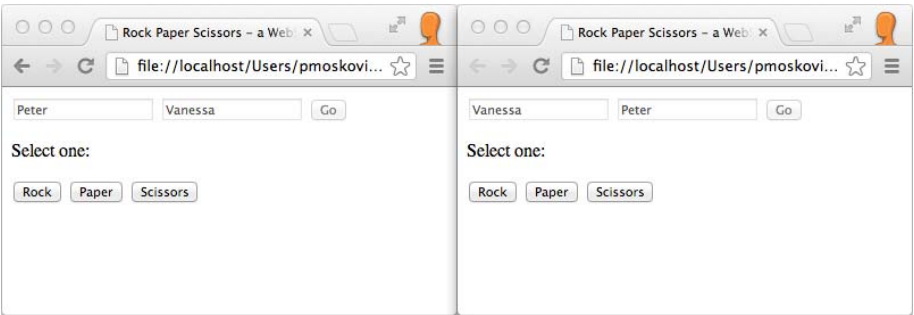 Rock Paper Scissors – a Web
file://localhost/Users/pmoskovi...
Peter Vanessa Go
Select one:
Rock Paper Scissors
Rock Paper Scissors – a Web
file://localhost/Users/pmoskovi...
Vanessa Peter Go
Select one:
Rock Paper Scissors